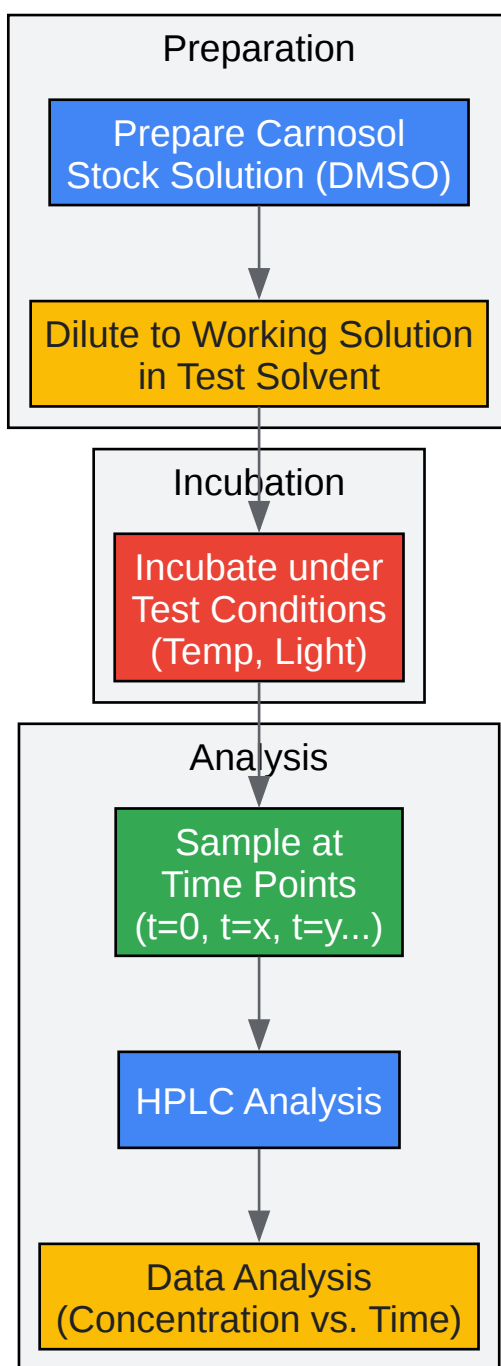 Preparation
Prepare Carnosol
Stock Solution (DMSO)
Dilute to Working Solution
in Test Solvent
Incubation
Incubate under
Test Conditions
(Temp, Light)
Analysis
Sample at
Time Points
(t=0, t=x, t=y...)
HPLC Analysis
Data Analysis
(Concentration vs. Time)